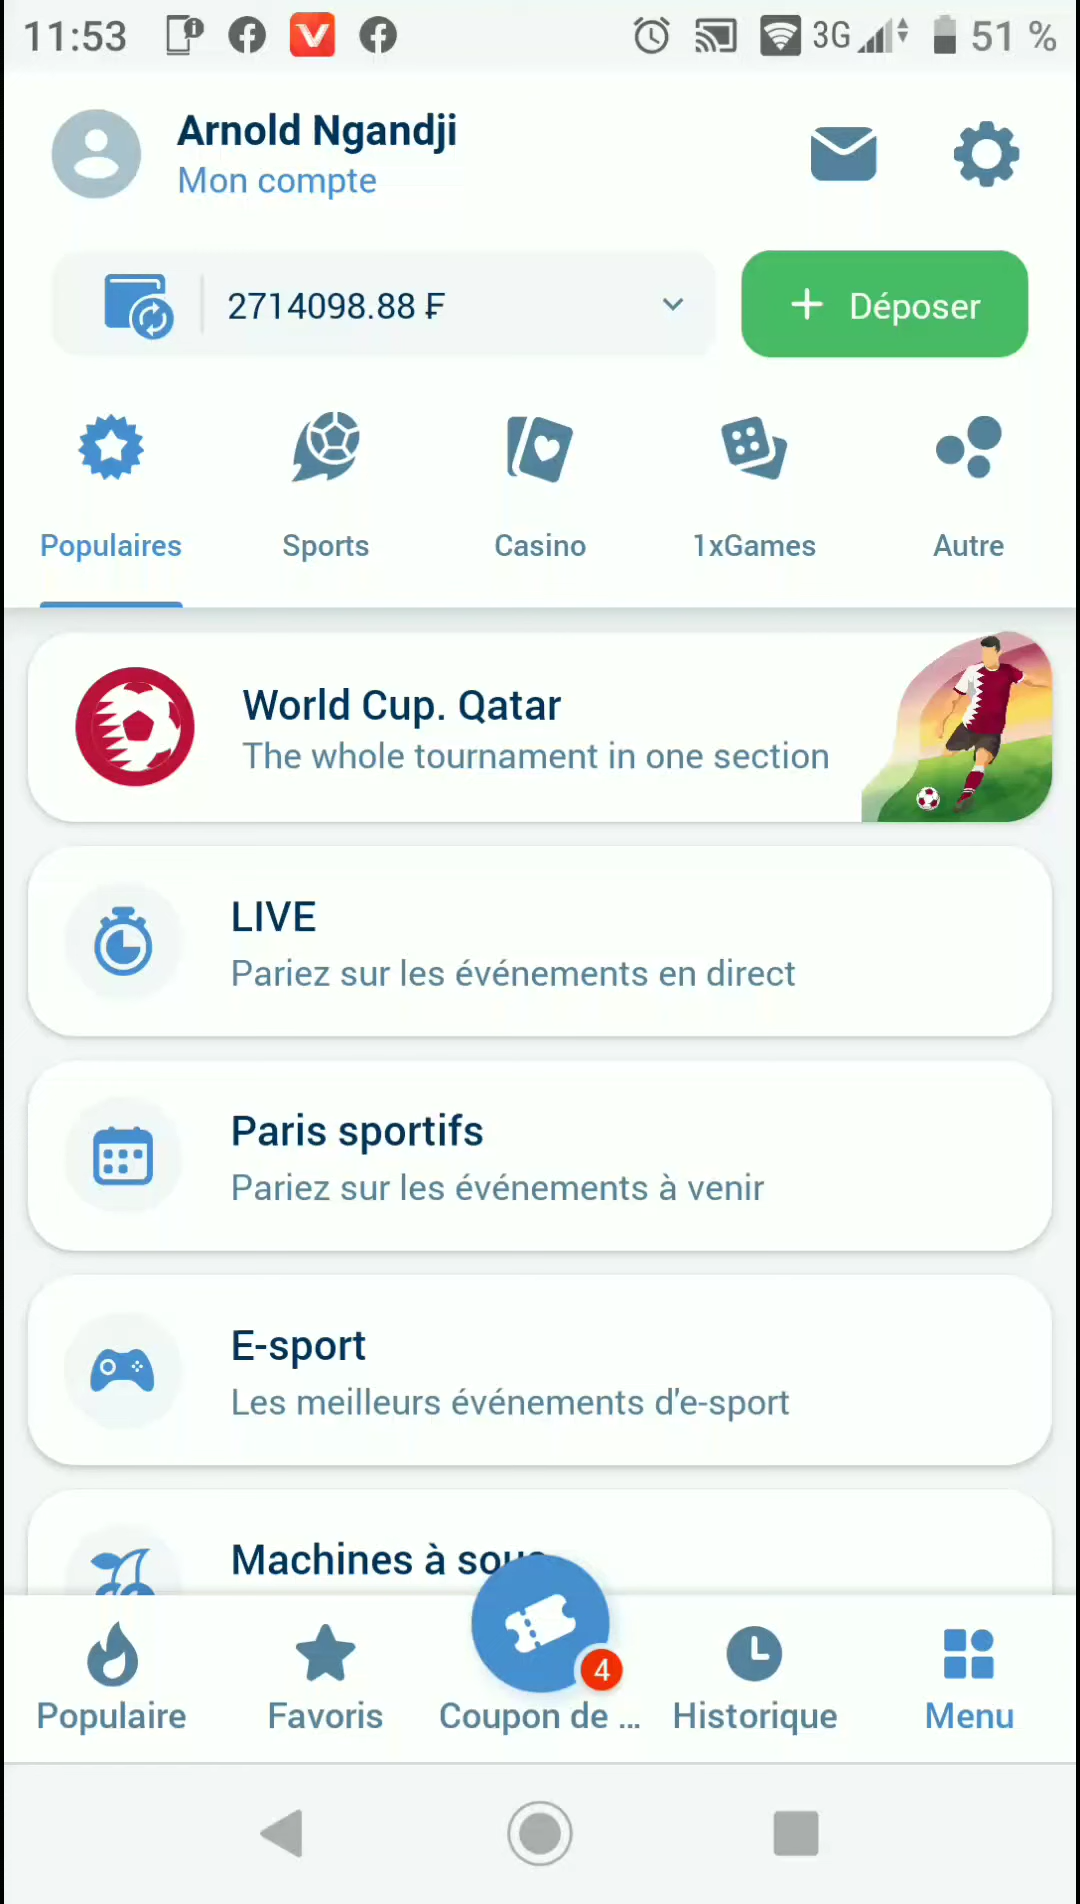 11:53
3G
51 %
Arnold Ngandji
Mon compte
2714098.88 ₣
+ Déposer
Populaires
Sports
Casino
1xGames
Autre
World Cup. Qatar
The whole tournament in one section
LIVE
Pariez sur les événements en direct
Paris sportifs
Pariez sur les événements à venir
E-sport
Les meilleurs événements d'e-sport
Machines à sous
4
Populaire
Favoris
Coupon de ...
Historique
Menu